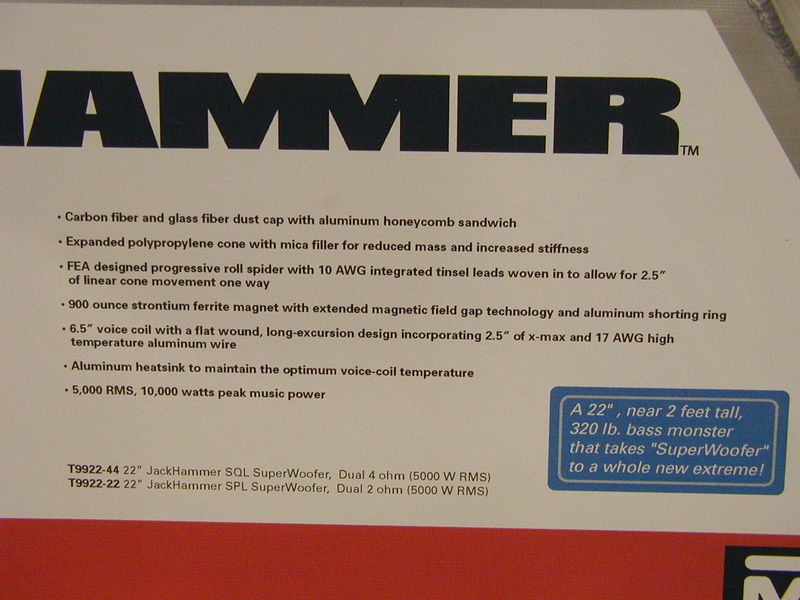 HAMMER™
• Carbon fiber and glass fiber dust cap with aluminum honeycomb sandwich
• Expanded polypropylene cone with mica filler for reduced mass and increased stiffness
• FEA designed progressive roll spider with 10 AWG integrated tinsel leads woven in to allow for 2.5"
of linear cone movement one way
• 900 ounce strontium ferrite magnet with extended magnetic field gap technology and aluminum shorting ring
• 6.5" voice coil with a flat wound, long-excursion design incorporating 2.5" of x-max and 17 AWG high
temperature aluminum wire
• Aluminum heatsink to maintain the optimum voice-coil temperature
• 5,000 RMS, 10,000 watts peak music power
A 22" , near 2 feet tall,
320 lb. bass monster
that takes "SuperWoofer"
to a whole new extreme!
T9922-44 22" JackHammer SQL SuperWoofer, Dual 4 ohm (5000 W RMS)
T9922-22 22" JackHammer SPL SuperWoofer, Dual 2 ohm (5000 W RMS)
M